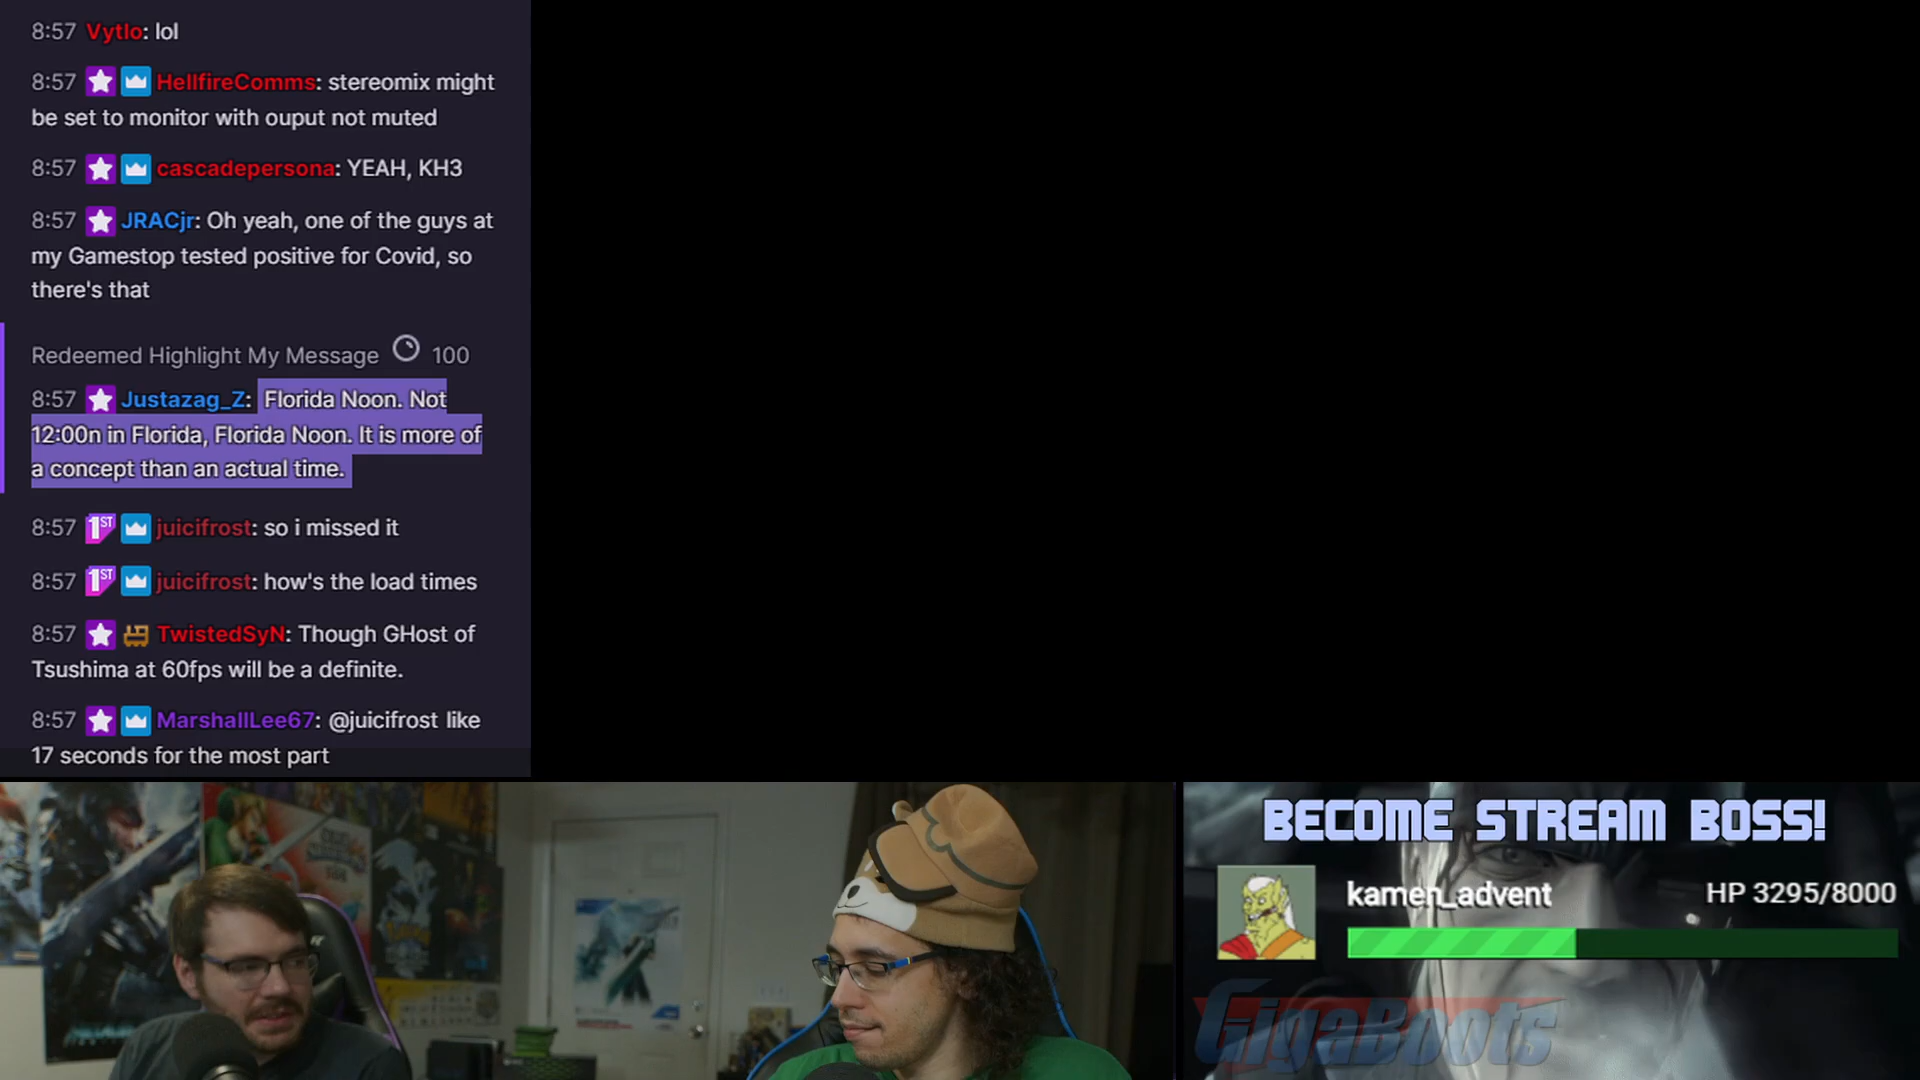 8:57 Vytlo: lol
8:57 HellfireComms: stereomix might
be set to monitor with ouput not muted
8:57 cascadepersona: YEAH, KH3
8:57 JRACjr: Oh yeah, one of the guys at
my Gamestop tested positive for Covid, so
there's that
Redeemed Highlight My Message 100
8:57 Justazag_Z: Florida Noon. Not
12:00n in Florida, Florida Noon. It is more of
a concept than an actual time.
8:57 1ST juicifrost: so i missed it
8:57 1ST juicifrost: how's the load times
8:57 TwistedSyN: Though GHost of
Tsushima at 60fps will be a definite.
8:57 MarshallLee67: @juicifrost like
17 seconds for the most part
BECOME STREAM BOSS!
kamen_advent HP 3295/8000
GigaBoots